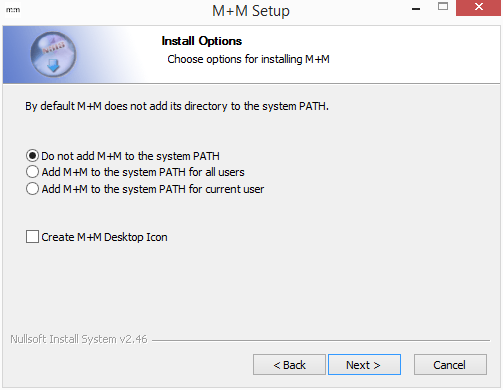 mm
M+M Setup
Install Options
Choose options for installing M+M
By default M+M does not add its directory to the system PATH.
Do not add M+M to the system PATH
Add M+M to the system PATH for all users
Add M+M to the system PATH for current user
Create M+M Desktop Icon
Nullsoft Install System v2.46
< Back
Next >
Cancel